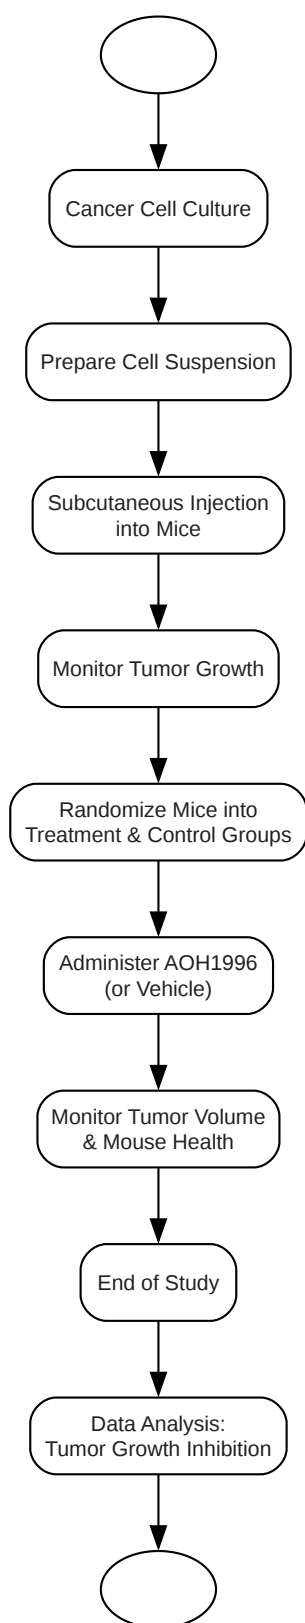 Cancer Cell Culture
Prepare Cell Suspension
Subcutaneous Injection
into Mice
Monitor Tumor Growth
Randomize Mice into
Treatment & Control Groups
Administer AOH1996
(or Vehicle)
Monitor Tumor Volume
& Mouse Health
End of Study
Data Analysis:
Tumor Growth Inhibition